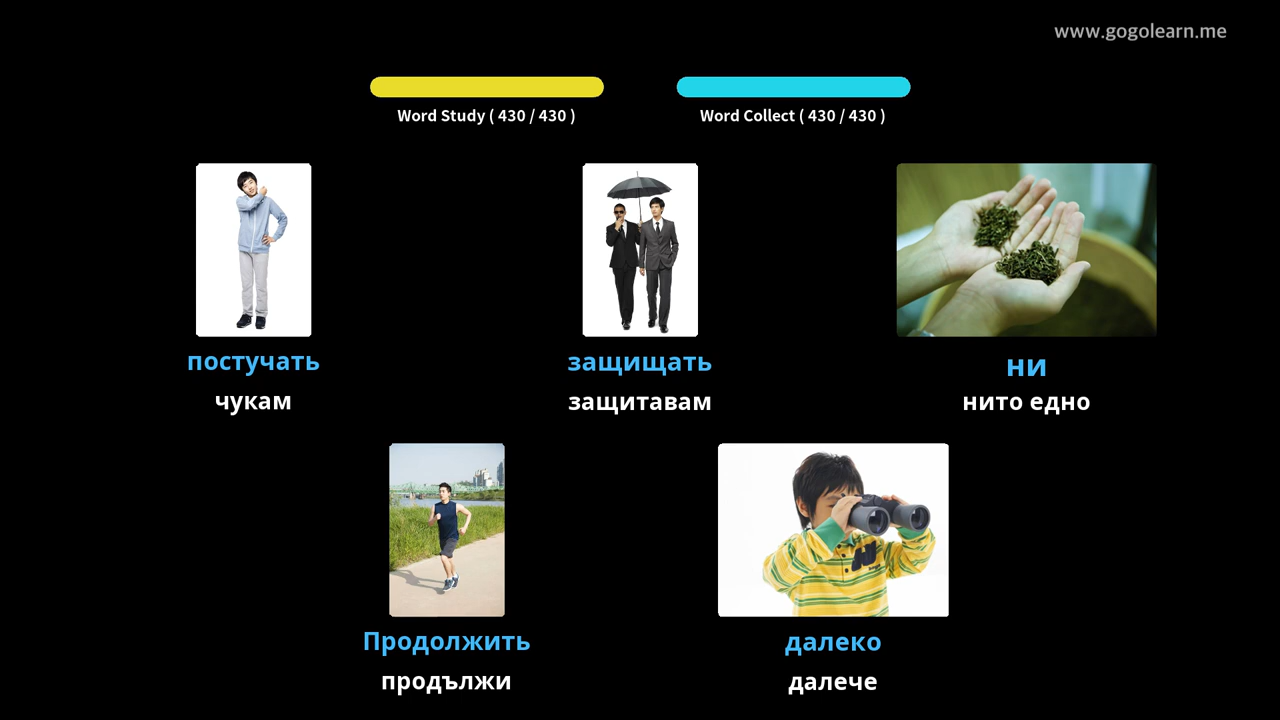 www.gogolearn.me
Word Study ( 430 / 430 )
Word Collect ( 430 / 430 )
постучать
чукам
защищать
защитавам
ни
нито едно
Продолжить
продължи
далеко
далече